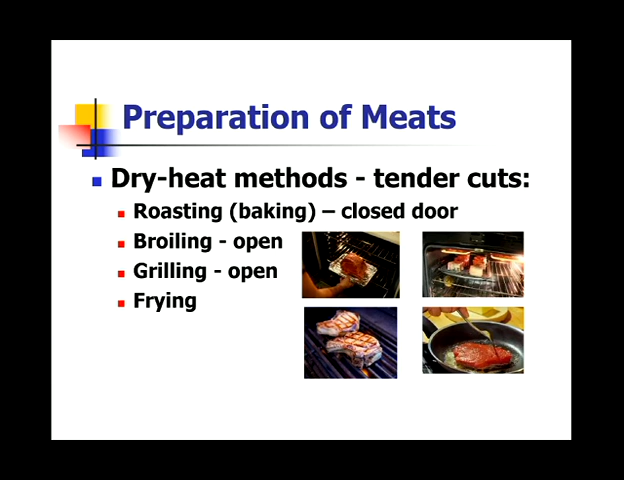 Preparation of Meats
Dry-heat methods - tender cuts:
Roasting (baking) – closed door
Broiling - open
Grilling - open
Frying